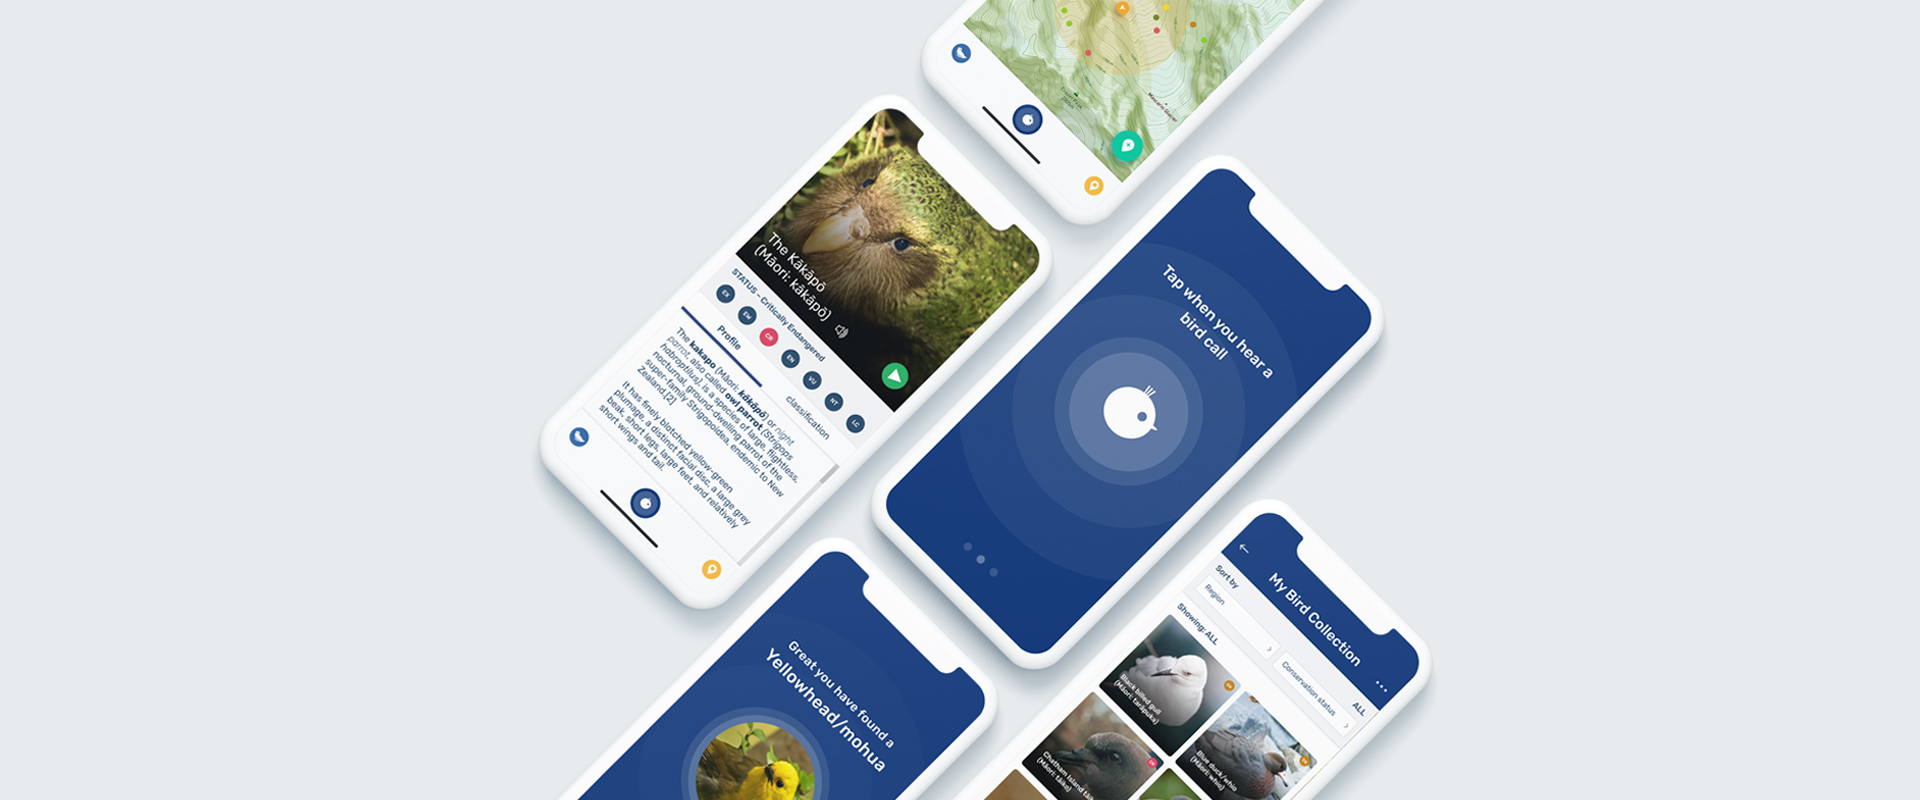 The Kākāpō
(Māori: kākāpō)
STATUS - Critically Endangered
EX
EW
CR
EN
VU
NT
LC
Profile
classification
The kakapo (Māori: kākāpō) or night
parrot, also called owl parrot (Strigops
habroptilus), is a species of large, flightless,
nocturnal, ground-dwelling parrot of the
super-family Strigopoidea, endemic to New
Zealand.[2]
It has finely blotched yellow-green
plumage, a distinct facial disc, a large grey
beak, short legs, large feet, and relatively
short wings and tail.
Tap when you hear a
bird call
Great you have found a
Yellowhead/mohua
My Bird Collection
Sort by
Region
Conservation status
Showing: ALL
ALL
Black billed gull
(Māori: tarāpuka)
Blue duck/whio
(Māori: whio)
Chatham Island
(Māori: tāiko)